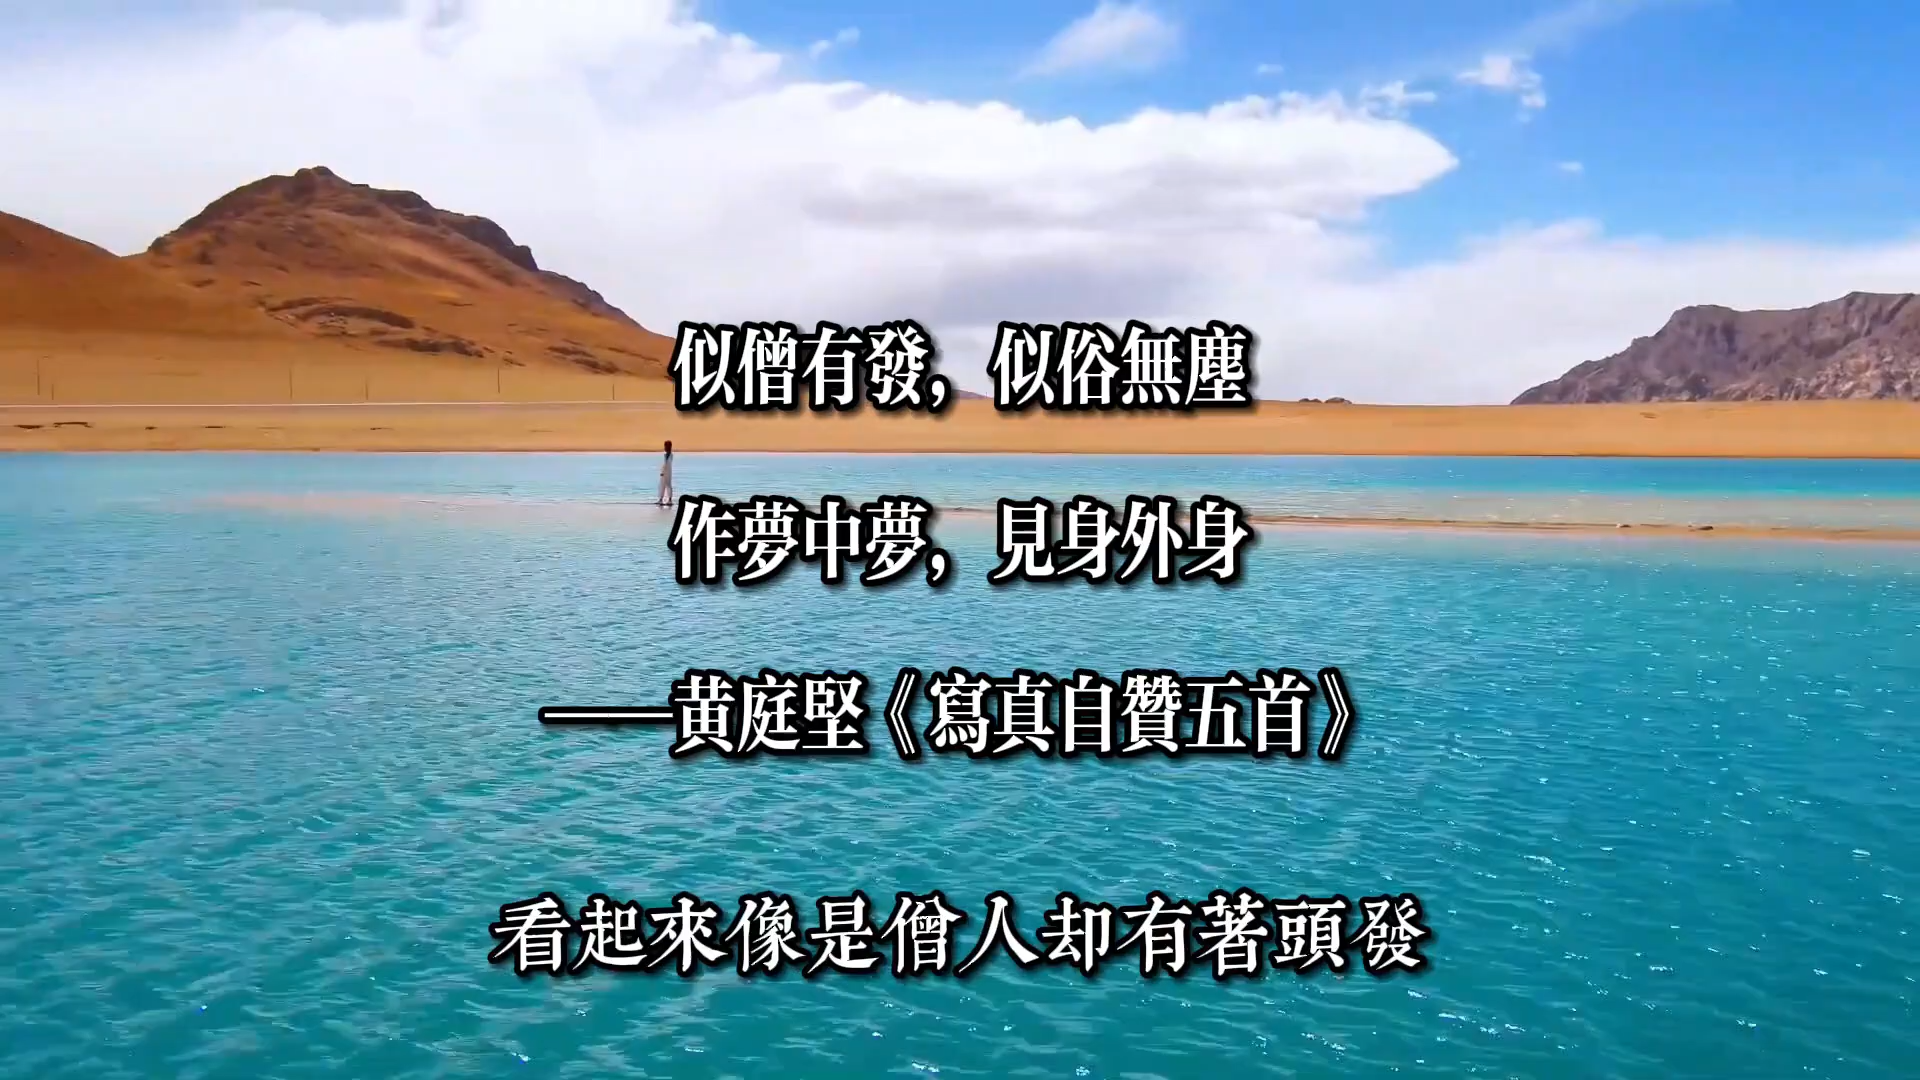 似僧有發，似俗無塵
作夢中夢，見身外身
——黄庭堅《寫真自贊五首》
看起來像是僧人却有著頭發